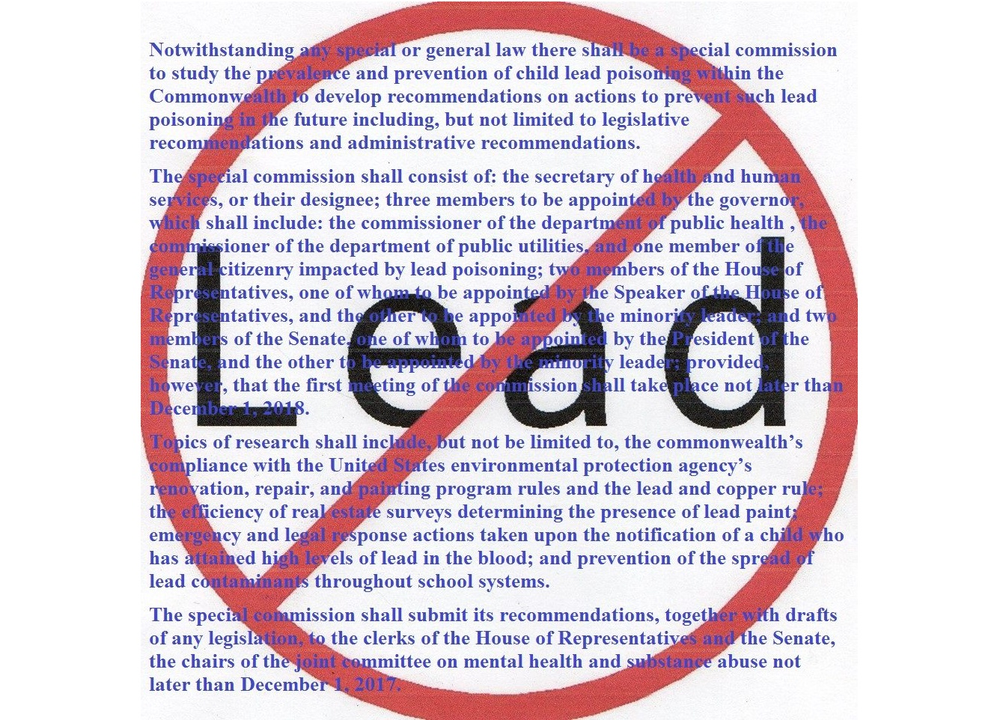 Notwithstanding any special or general law there shall be a special commission
to study the prevalence and prevention of child lead poisoning within the
Commonwealth to develop recommendations on actions to prevent such lead
poisoning in the future including, but not limited to legislative
recommendations and administrative recommendations.
The special commission shall consist of: the secretary of health and human
services, or their designee; three members to be appointed by the governor,
which shall include: the commissioner of the department of public health , the
commissioner of the department of public utilities, and one member of the
general citizenry impacted by lead poisoning; two members of the House of
Representatives, one of whom to be appointed by the Speaker of the House of
Representatives, and the other to be appointed by the minority leader; and two
members of the Senate, one of whom to be appointed by the President of the
Senate, and the other to be appointed by the minority leader; provided,
however, that the first meeting of the commission shall take place not later than
December 1, 2018.
Lead
Topics of research shall include, but not be limited to, the commonwealth’s
compliance with the United States environmental protection agency’s
renovation, repair, and painting program rules and the lead and copper rule;
the efficiency of real estate surveys determining the presence of lead paint;
emergency and legal response actions taken upon the notification of a child who
has attained high levels of lead in the blood; and prevention of the spread of
lead contaminants throughout school systems.
The special commission shall submit its recommendations, together with drafts
of any legislation, to the clerks of the House of Representatives and the Senate,
the chairs of the joint committee on mental health and substance abuse not
later than December 1, 2017.